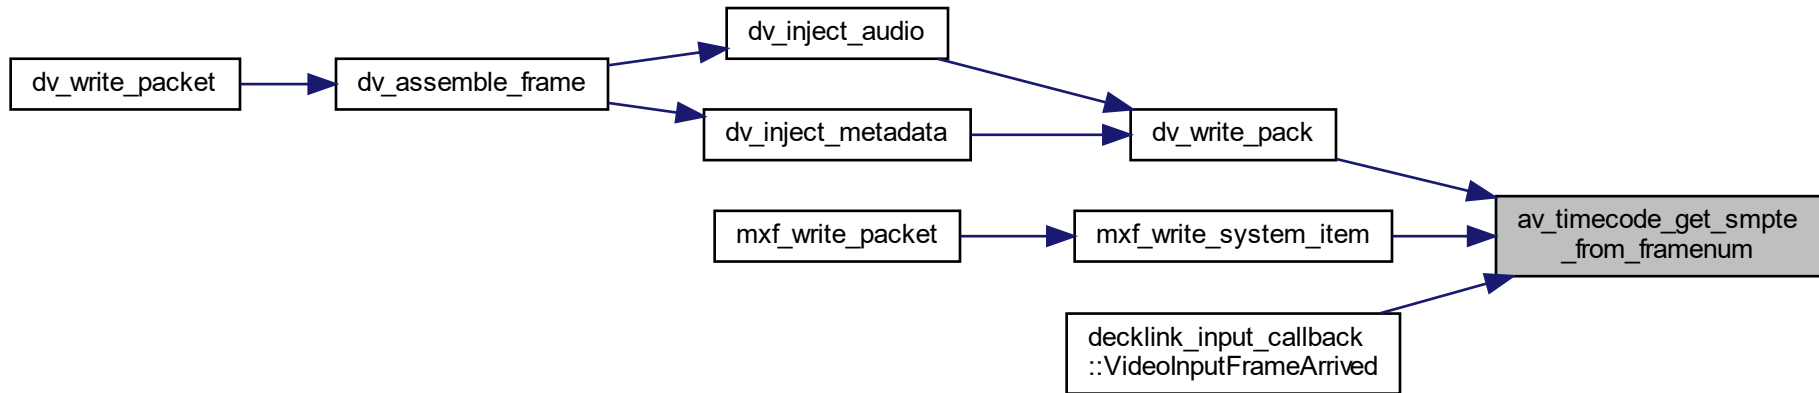 dv_inject_audio
dv_write_packet
dv_assemble_frame
dv_inject_metadata
dv_write_pack
mxf_write_packet
mxf_write_system_item
av_timecode_get_smpte
_from_framenum
decklink_input_callback
::VideoInputFrameArrived